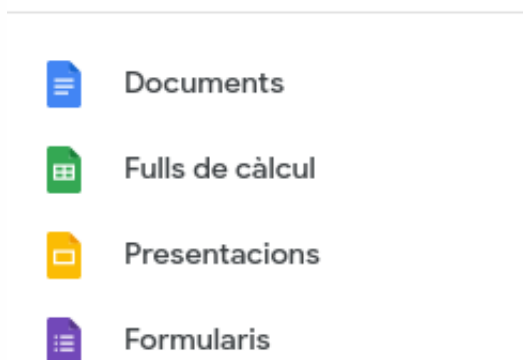 Documents
Fulls de càlcul
Presentacions
Formularis